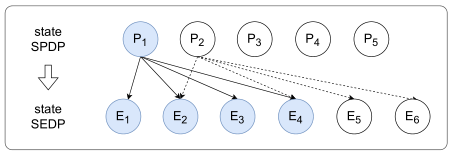 state
SPDP
P1 P2 P3 P4 P5
state
SEDP
E1 E2 E3 E4 E5 E6